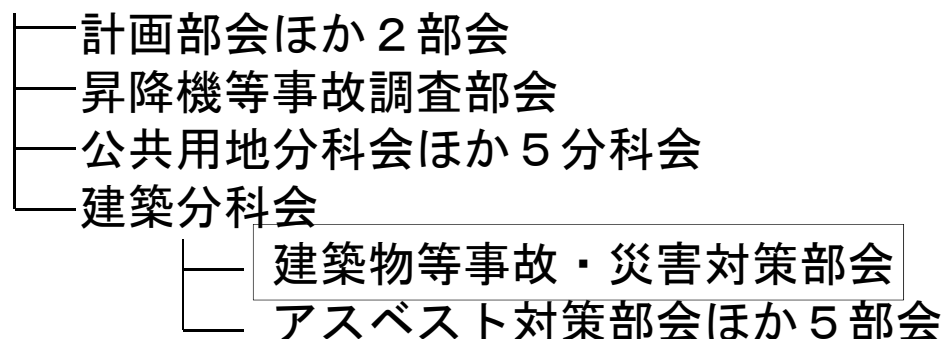 計画部会ほか２部会
昇降機等事故調査部会
公共用地分科会ほか５分科会
建築分科会
建築物等事故・災害対策部会
アスベスト対策部会ほか５部会